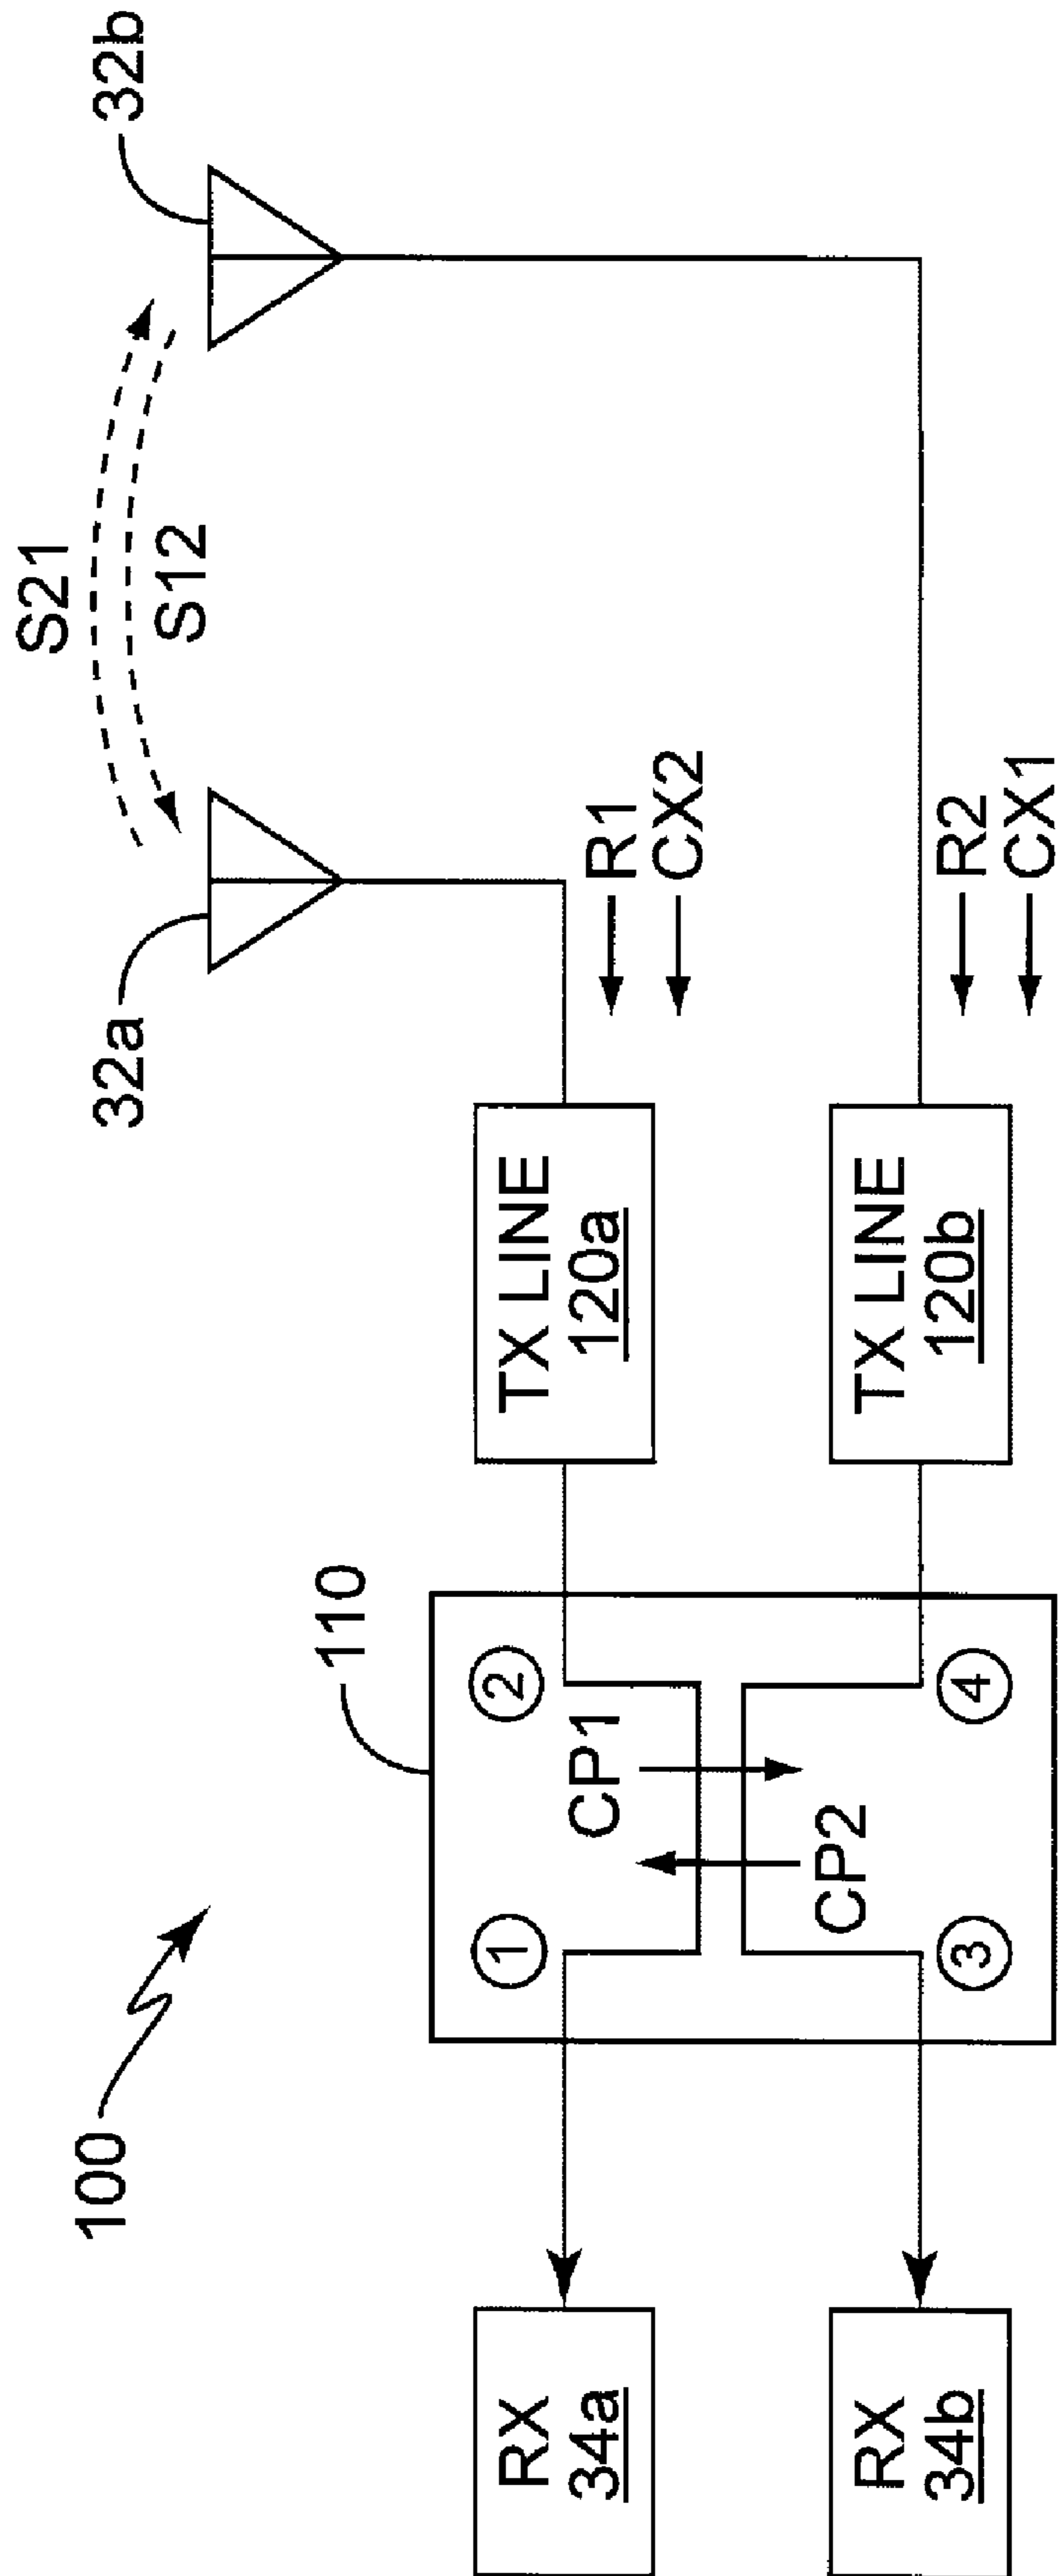 100
110
32a
32b
S21
S12
R1
CX2
R2
CX1
RX
34a
RX
34b
1
2
3
4
CP1
CP2
TX LINE
120a
TX LINE
120b